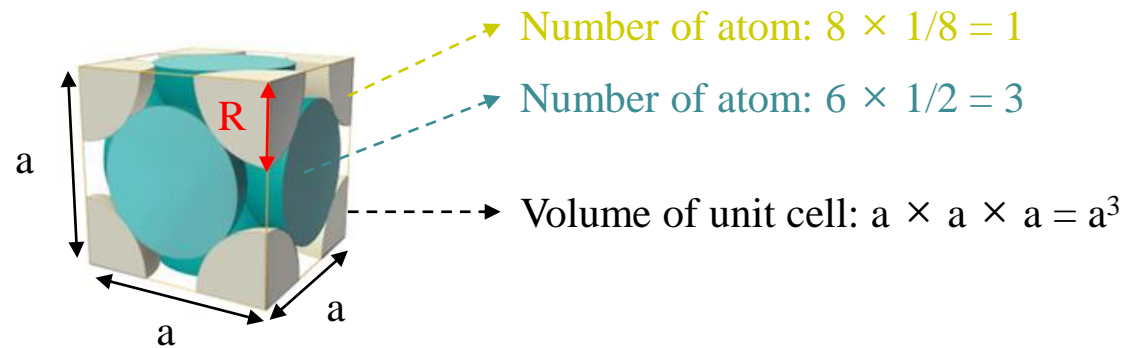 Number of atom: 8 × 1/8 = 1
Number of atom: 6 × 1/2 = 3
R
a
Volume of unit cell: a × a × a = a³
a
a